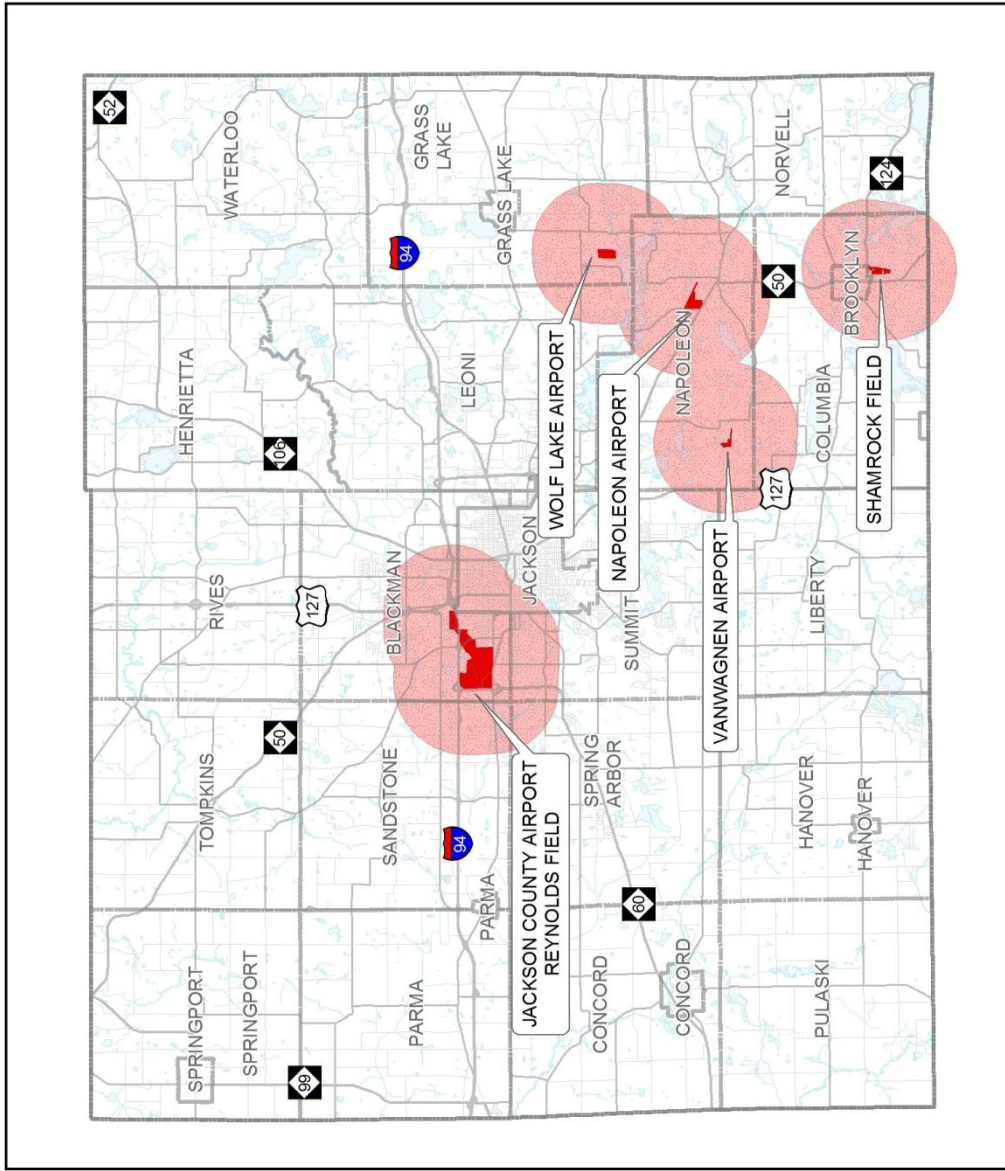 52
SPRINGPORT
TOMPKINS
RIVES
HENRIETTA
WATERLOO
SPRINGPORT
99
50
127
106
PARMA
SANDSTONE
BLACKMAN
94
GRASS
LAKE
94
LEONI
PARMA
JACKSON
GRASS LAKE
JACKSON COUNTY AIRPORT
REYNOLDS FIELD
WOLF LAKE AIRPORT
CONCORD
SPRING
ARBOR
NAPOLEON AIRPORT
60
SUMMIT
CONCORD
NAPOLEON
VANWAGNEN AIRPORT
127
50
NORVELL
PULASKI
HANOVER
LIBERTY
COLUMBIA
BROOKLYN
HANOVER
SHAMROCK FIELD
124